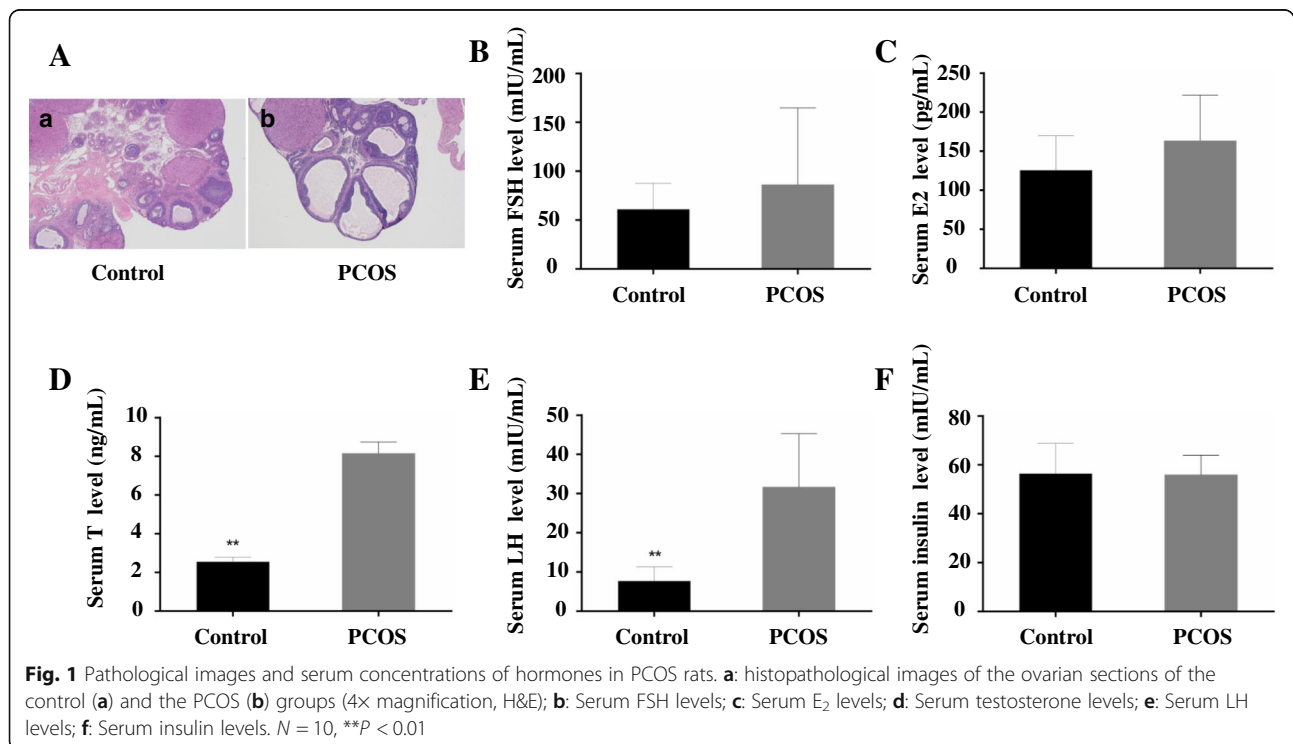 A
a
b
Control
PCOS
B
Serum FSH level (mIU/mL)
200
150
100
50
0
Control
PCOS
C
Serum E2 level (pg/mL)
250
200
150
100
50
0
Control
PCOS
D
Serum T level (ng/mL)
10
8
6
4
2
0
**
Control
PCOS
E
Serum LH level (mIU/mL)
50
40
30
20
10
0
**
Control
PCOS
F
Serum insulin level (mIU/mL)
80
60
40
20
0
Control
PCOS
Fig. 1 Pathological images and serum concentrations of hormones in PCOS rats. a: histopathological images of the ovarian sections of the
control (a) and the PCOS (b) groups (4× magnification, H&E); b: Serum FSH levels; c: Serum E₂ levels; d: Serum testosterone levels; e: Serum LH
levels; f: Serum insulin levels. N = 10, **P < 0.01